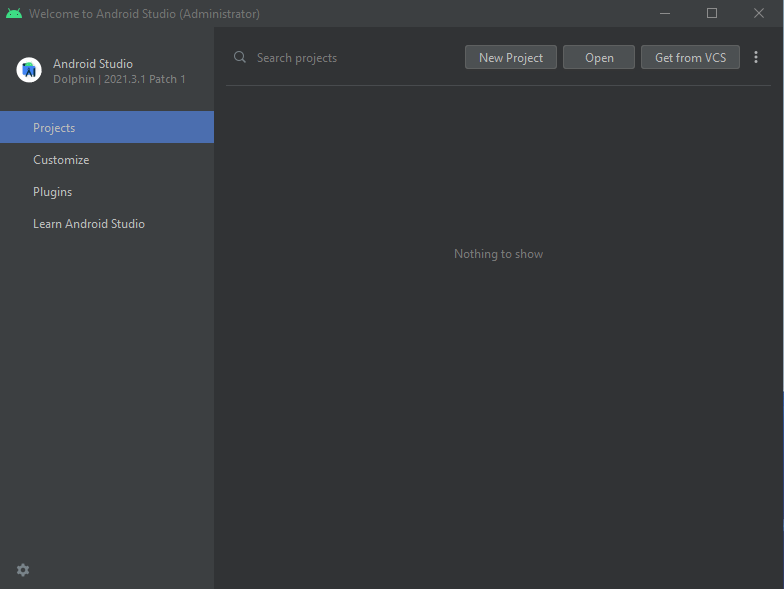 Welcome to Android Studio (Administrator)
Android Studio
Dolphin | 2021.3.1 Patch 1
Projects
Customize
Plugins
Learn Android Studio
Search projects
New Project
Open
Get from VCS
Nothing to show